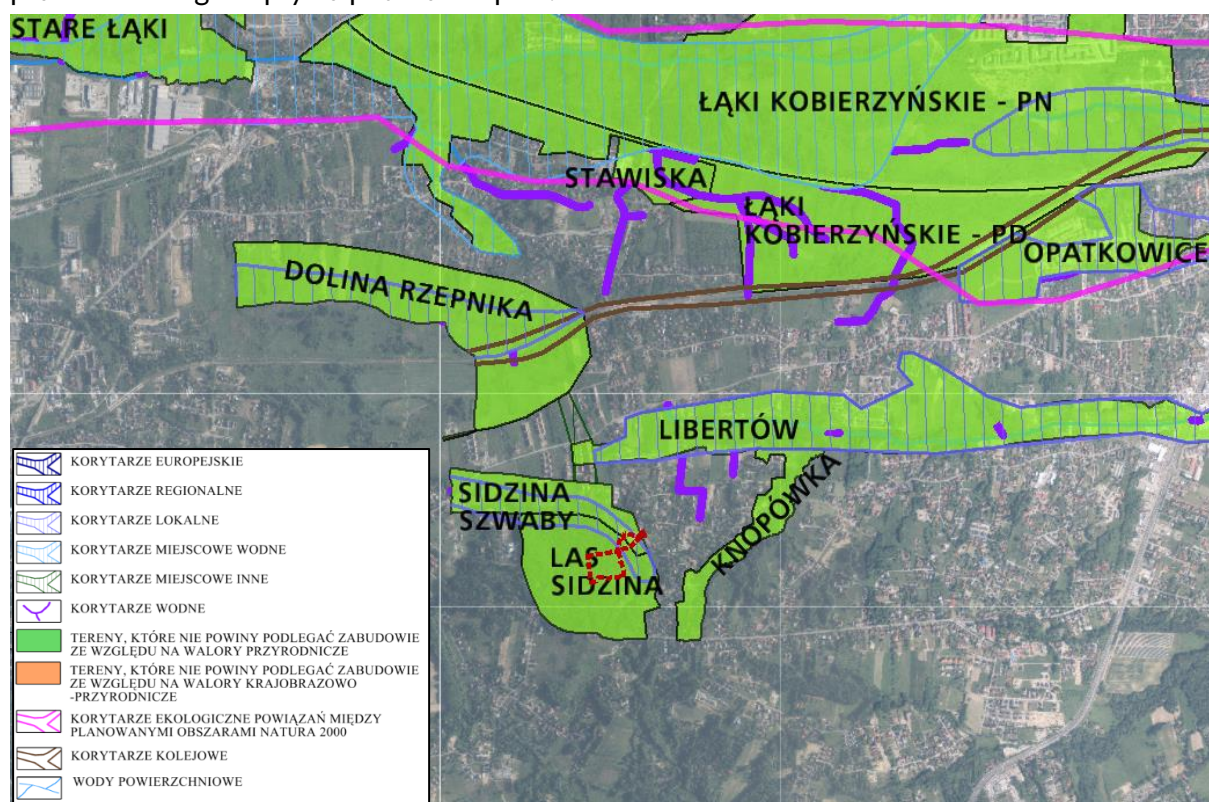 STARE ŁĄKI
ŁĄKI KOBIERZYŃSKIE - PN
STAWISKA
ŁĄKI
KOBIERZYŃSKIE - PD
OPATKOWICE
DOLINA RZEPNIKA
LIBERTÓW
SIDZINA
SZWABY
KNOPÓWKA
LAS
SIDZINA
KORYTARZE EUROPEJSKIE
KORYTARZE REGIONALNE
KORYTARZE LOKALNE
KORYTARZE MIEJSCOWE WODNE
KORYTARZE MIEJSCOWE INNE
KORYTARZE WODNE
TERENY, KTÓRE NIE POWINY PODLEGAĆ ZABUDOWIE
ZE WZGLĘDU NA WALORY PRZYRODNICZE
TERENY, KTÓRE NIE POWINY PODLEGAĆ ZABUDOWIE
ZE WZGLĘDU NA WALORY KRAJOBRAZOWO
-PRZYRODNICZE
KORYTARZE EKOLOGICZNE POWIĄZAŃ MIĘDZY
PLANOWANYMI OBSZARAMI NATURA 2000
KORYTARZE KOLEJOWE
WODY POWIERZCHNIOWE